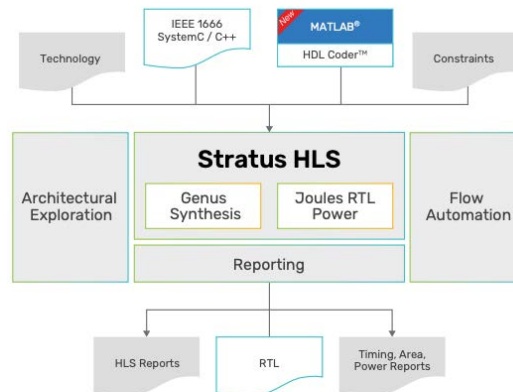 Technology
IEEE 1666
SystemC / C++
New
MATLAB®
HDL Coder™
Constraints
Architectural
Exploration
Stratus HLS
Genus
Synthesis
Joules RTL
Power
Flow
Automation
Reporting
HLS Reports
RTL
Timing, Area,
Power Reports